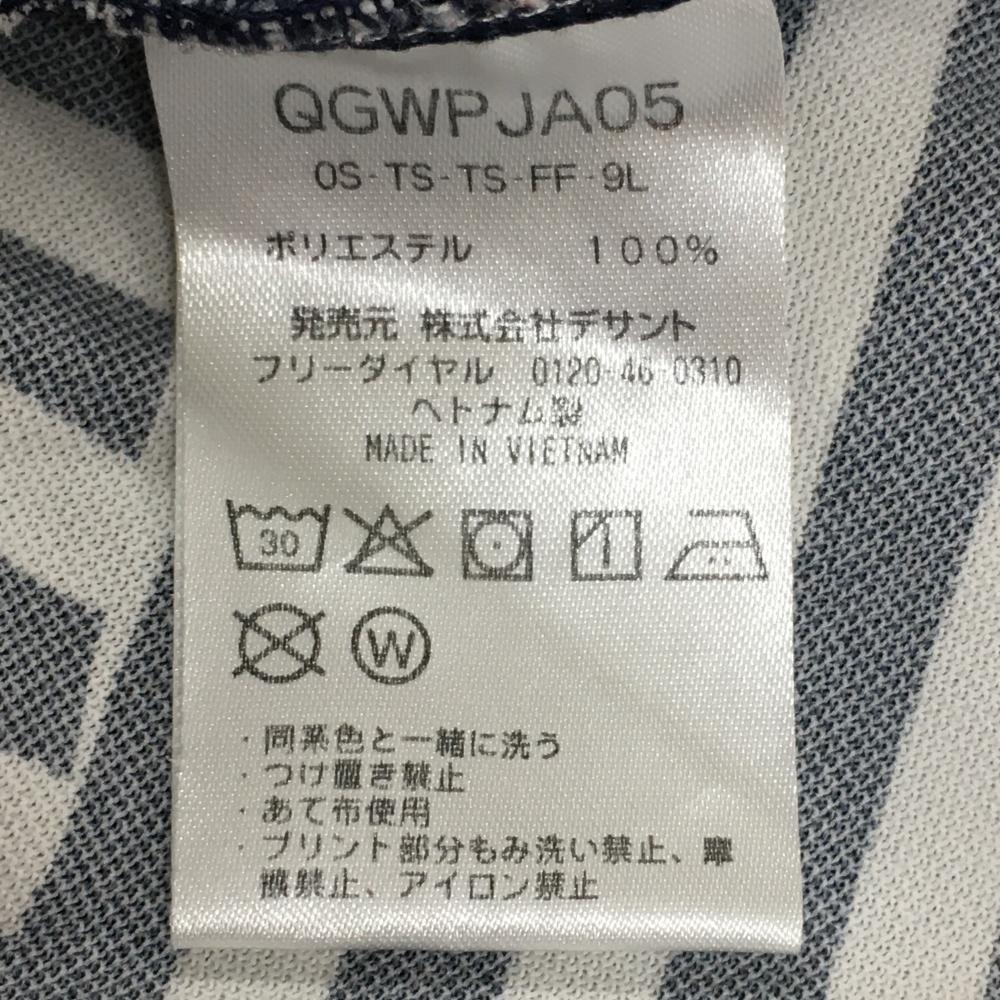 QGWPJA05
OS-TS-TS-FF-9L
ポリエステル 100%
発売元 株式会社デサント
フリーダイヤル 0120-46-0310
ベトナム製
MADE IN VIETNAM
30
W
・同系色と一緒に洗う
・つけ置き禁止
・あて布使用
・プリント部分もみ洗い禁止、摩
擦禁止、アイロン禁止